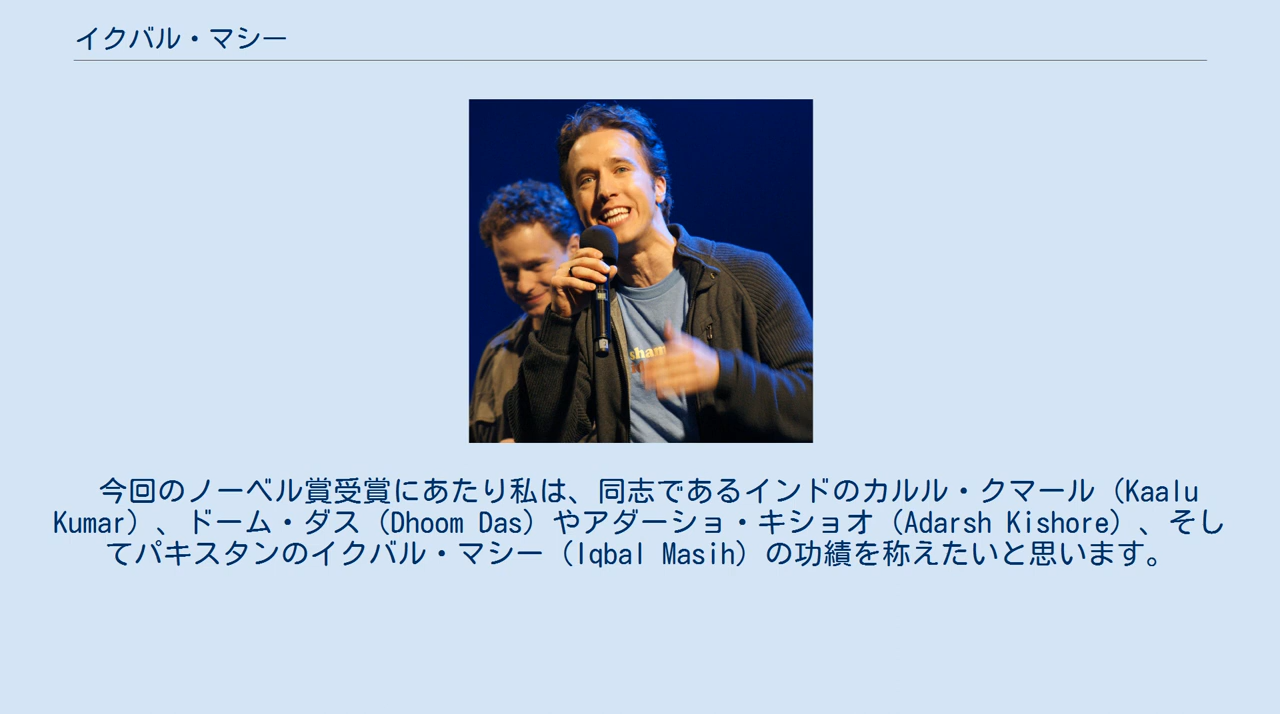 イクバル・マシー
sham
今回のノーベル賞受賞にあたり私は、同志であるインドのカルル・クマール（Kaalu
Kumar）、ドーム・ダス（Dhoom Das）やアダーショ・キショオ（Adarsh Kishore）、そし
てパキスタンのイクバル・マシー（Iqbal Masih）の功績を称えたいと思います。